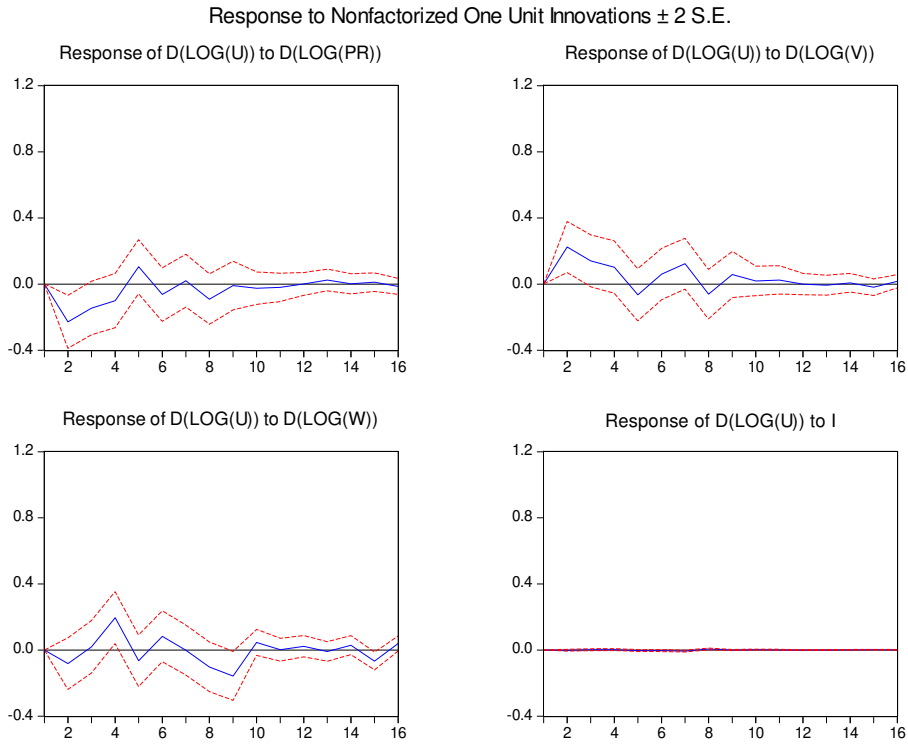 Response to Nonfactorized One Unit Innovations ± 2 S.E.
Response of D(LOG(U)) to D(LOG(PR))
1.2
0.8
0.4
0.0
-0.4
2 4 6 8 10 12 14 16
Response of D(LOG(U)) to D(LOG(V))
1.2
0.8
0.4
0.0
-0.4
2 4 6 8 10 12 14 16
Response of D(LOG(U)) to D(LOG(W))
1.2
0.8
0.4
0.0
-0.4
2 4 6 8 10 12 14 16
Response of D(LOG(U)) to I
1.2
0.8
0.4
0.0
-0.4
2 4 6 8 10 12 14 16